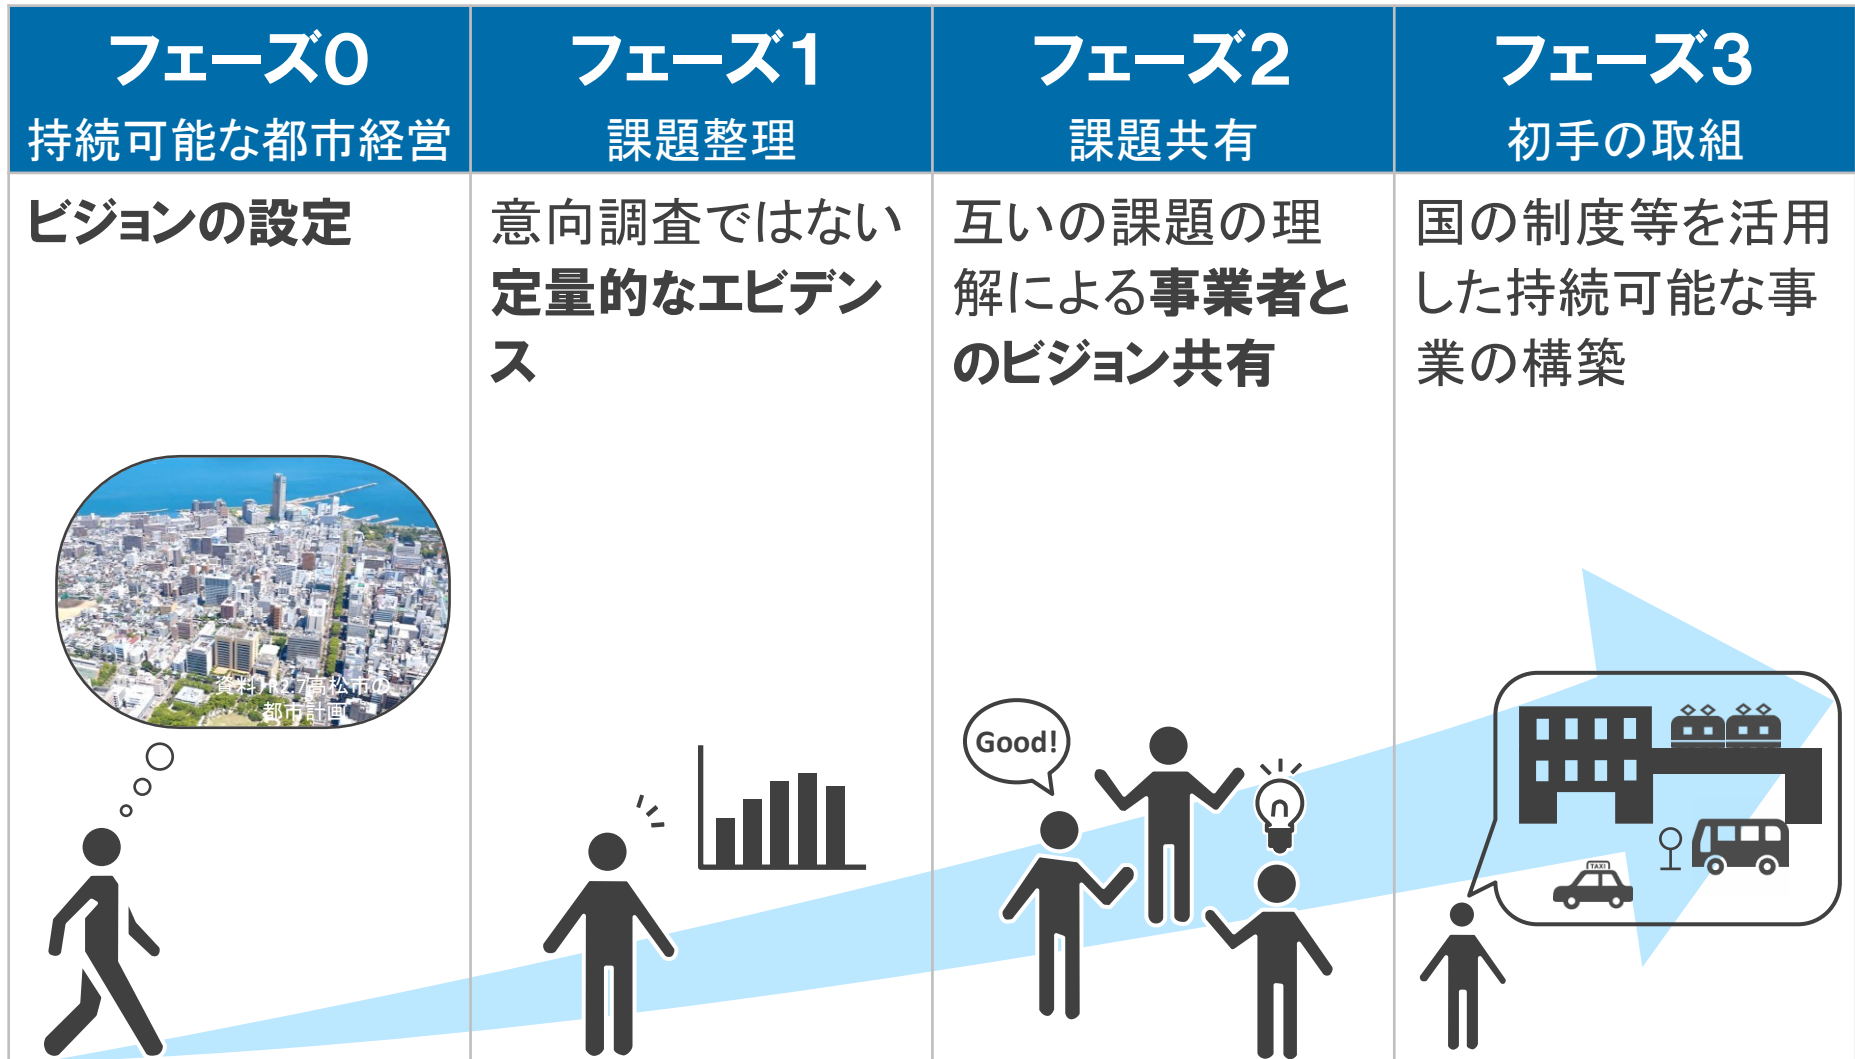 フェーズ0
持続可能な都市経営
ビジョンの設定
資料)R2.7高松市の
都市計画
フェーズ1
課題整理
意向調査ではない
定量的なエビデン
ス
フェーズ2
課題共有
互いの課題の理
解による事業者と
のビジョン共有
Good!
フェーズ3
初手の取組
国の制度等を活用
した持続可能な事
業の構築
TAXI